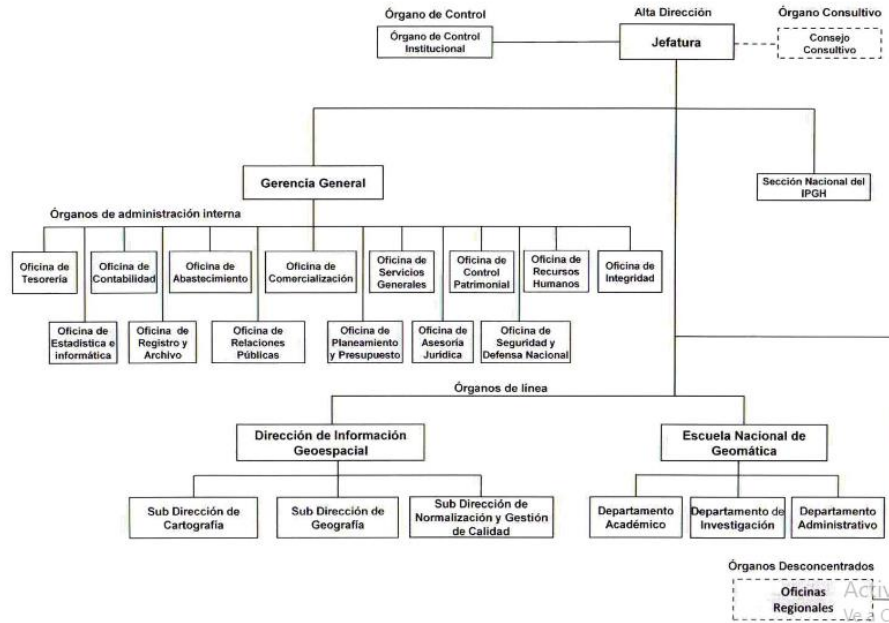 Órgano de Control
Alta Dirección
Órgano Consultivo
Órgano de Control
Institucional
Jefatura
Consejo
Consultivo
Gerencia General
Sección Nacional del
IPGH
Órganos de administración interna
Oficina de
Tesorería
Oficina de
Contabilidad
Oficina de
Abastecimiento
Oficina de
Comercialización
Oficina de
Servicios
Generales
Oficina de
Control
Patrimonial
Oficina de
Recursos
Humanos
Oficina de
Integridad
Oficina de
Estadística e
informática
Oficina de
Registro y
Archivo
Oficina de
Relaciones
Públicas
Oficina de
Planeamiento
y Presupuesto
Oficina de
Asesoría
Jurídica
Oficina de
Seguridad y
Defensa Nacional
Órganos de línea
Dirección de Información
Geoespacial
Escuela Nacional de
Geomática
Sub Dirección de
Cartografía
Sub Dirección de
Geografía
Sub Dirección de
Normalización y Gestión
de Calidad
Departamento
Académico
Departamento de
Investigación
Departamento
Administrativo
Órganos Desconcentrados
Oficinas
Regionales
Activ
Ve a C